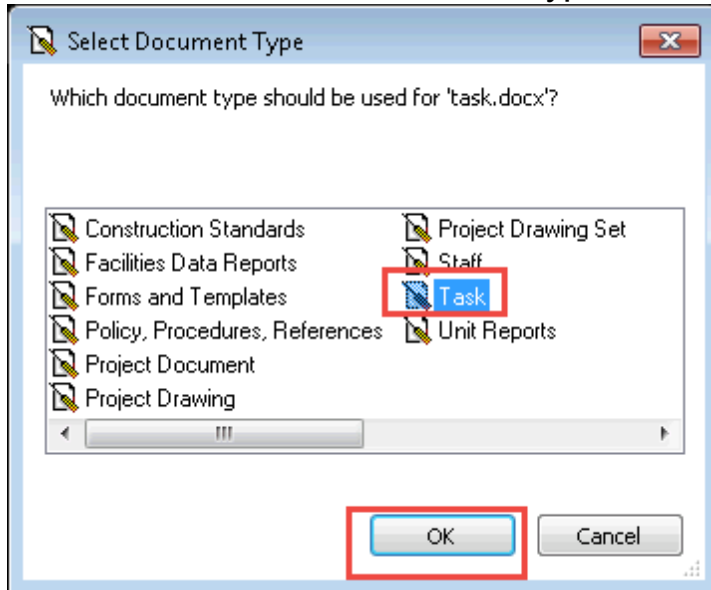 Select Document Type
Which document type should be used for 'task.docx'?
Construction Standards
Facilities Data Reports
Forms and Templates
Policy, Procedures, References
Project Document
Project Drawing
Project Drawing Set
Staff
Task
Unit Reports
OK
Cancel